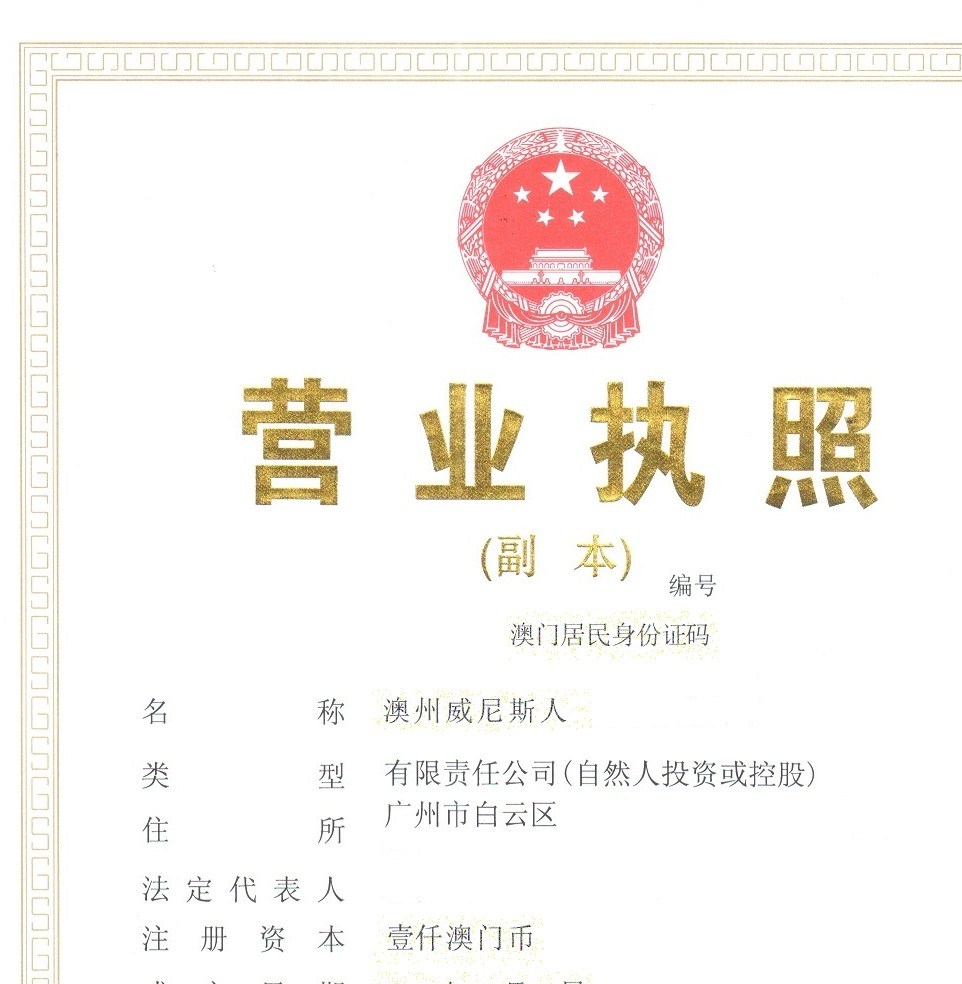 营业执照
(副 本)
编号
澳门居民身份证码
名 称 澳州威尼斯人
类 型 有限责任公司(自然人投资或控股)
住 所 广州市白云区
法定代表人
注 册 资 本 壹仟澳门币